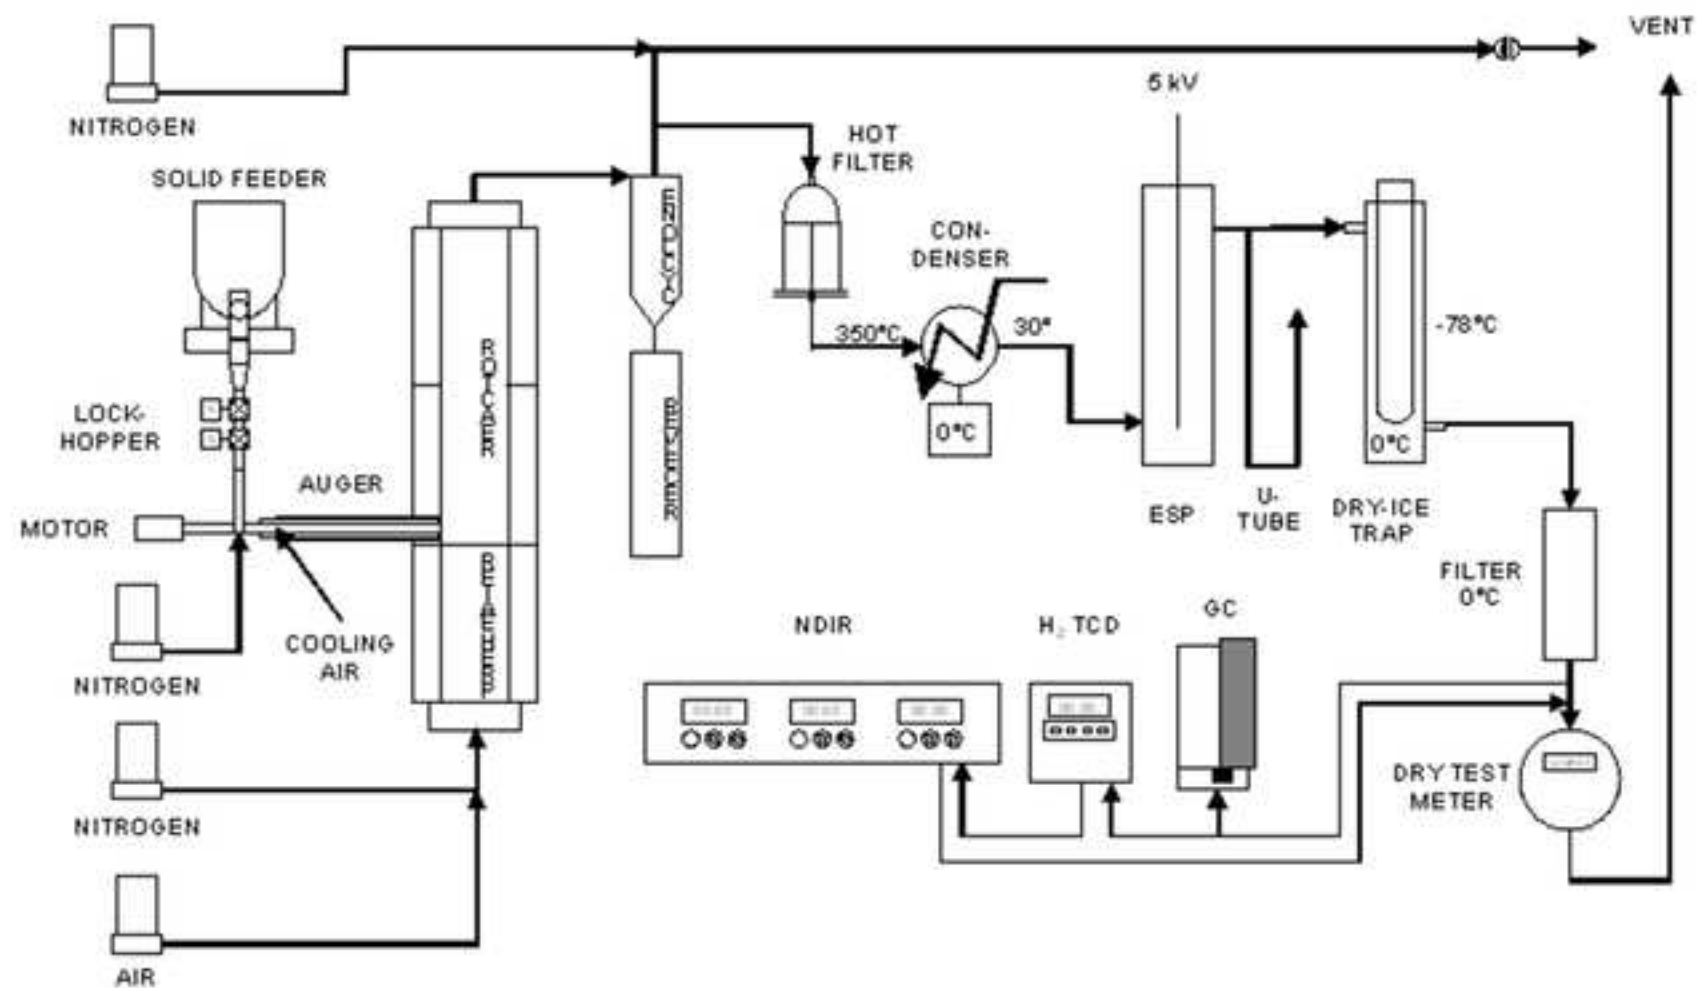 VENT
5 kV
NITROGEN
HOT
FILTER
SOLID FEEDER
CON-
DENSER
350°C
30°
-78°C
0°C
0°C
LOCK-
HOPPER
AUGER
MOTOR
ESP
U-
TUBE
DRY-ICE
TRAP
FILTER
0°C
COOLING
AIR
NITROGEN
NDIR
H₂ TCD
GC
DRY TEST
METER
NITROGEN
AIR